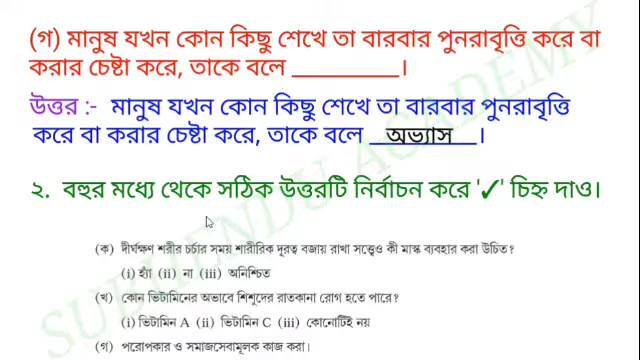 (গ) মানুষ যখন কোন কিছু শেখে তা বারবার পুনরাবৃত্তি করে বা
করার চেষ্টা করে, তাকে বলে __________।
উত্তর :- মানুষ যখন কোন কিছু শেখে তা বারবার পুনরাবৃত্তি
করে বা করার চেষ্টা করে, তাকে বলে __অভ্যাস__।
২. বহুর মধ্যে থেকে সঠিক উত্তরটি নির্বাচন করে '✓' চিহ্ন দাও।
(ক) দীর্ঘক্ষণ শরীর চর্চার সময় শারীরিক দূরত্ব বজায় রাখা সত্ত্বেও কী মাস্ক ব্যবহার করা উচিত?
(i) হ্যাঁ (ii) না (iii) অনিশ্চিত
(খ) কোন ভিটামিনের অভাবে শিশুদের রাতকানা রোগ হতে পারে?
(i) ভিটামিন A (ii) ভিটামিন C (iii) কোনোটিই নয়
(গ) পরোপকার ও সমাজসেবামূলক কাজ করা।
SUBHENDU ACADEMY